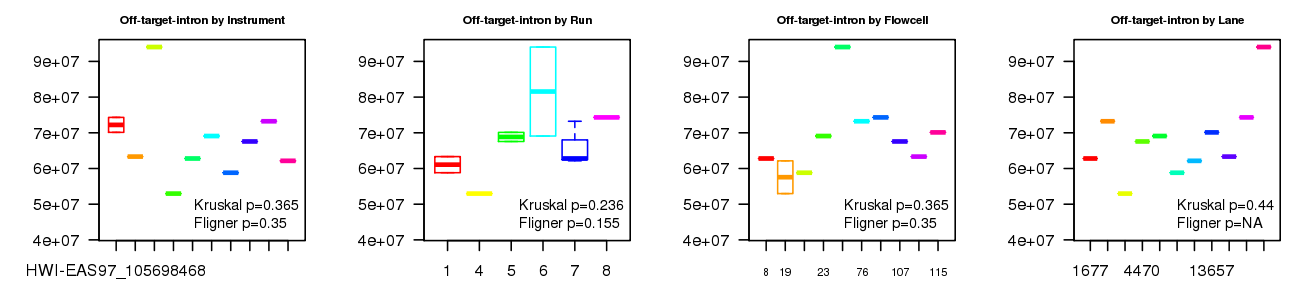 Off-target-intron by Instrument
9e+07
8e+07
7e+07
6e+07
5e+07
4e+07
Kruskal p=0.365
Fligner p=0.35
HWI-EAS97_105698468
Off-target-intron by Run
9e+07
8e+07
7e+07
6e+07
5e+07
4e+07
Kruskal p=0.236
Fligner p=0.155
1 4 5 6 7 8
Off-target-intron by Flowcell
9e+07
8e+07
7e+07
6e+07
5e+07
4e+07
Kruskal p=0.365
Fligner p=0.35
8 19 23 76 107 115
Off-target-intron by Lane
9e+07
8e+07
7e+07
6e+07
5e+07
4e+07
Kruskal p=0.44
Fligner p=NA
1677 4470 13657